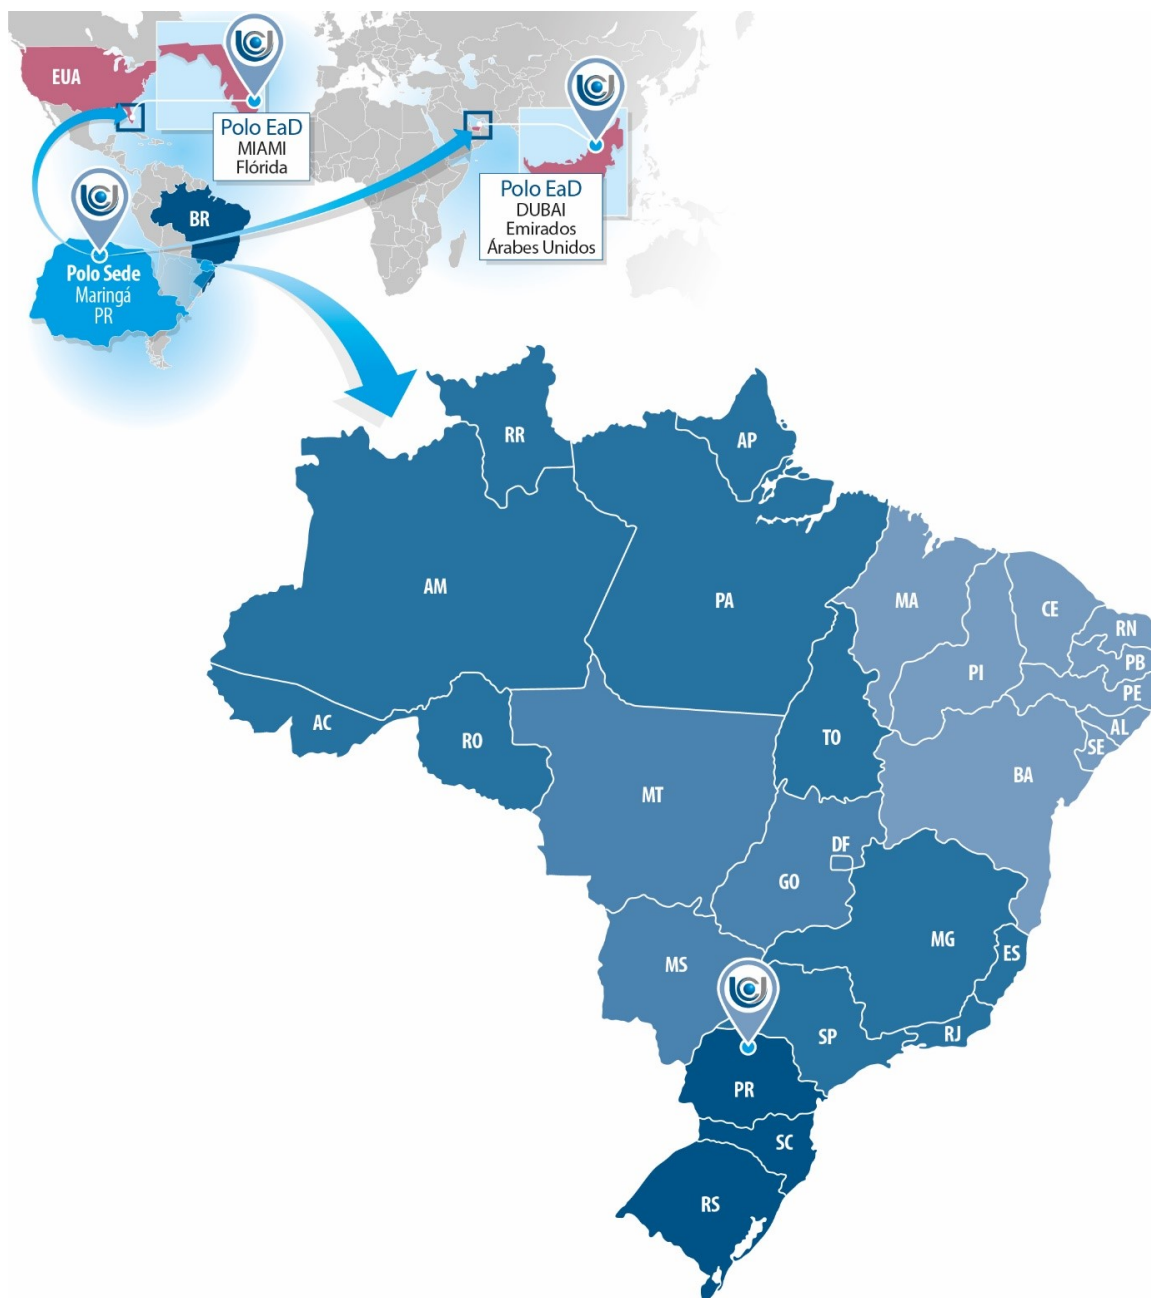 EUA
Polo EaD
MIAMI
Flórida
Polo EaD
DUBAI
Emirados
Árabes Unidos
BR
Polo Sede
Maringá
PR
RR
AP
AM
PA
MA
CE
RN
PB
PI
PE
AL
SE
AC
RO
TO
BA
MT
DF
GO
MG
ES
MS
SP
RJ
PR
SC
RS